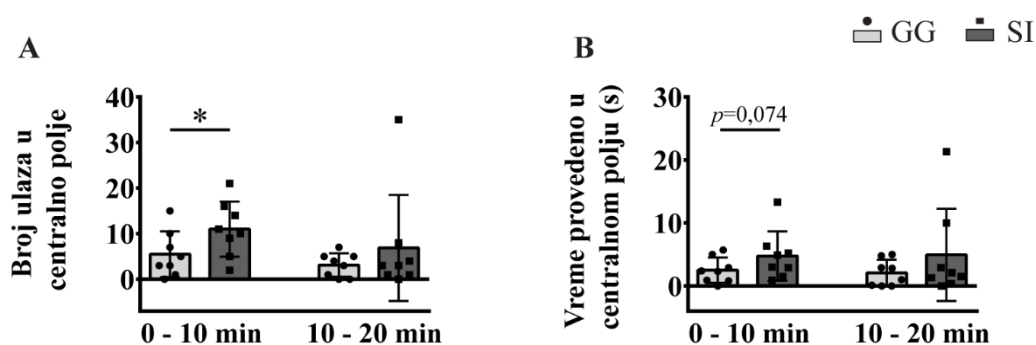 GG SI
A
B
Broj ulaza u
centralno polje
40
30
20
10
0
*
0 - 10 min 10 - 20 min
Vreme provedeno u
centralnom polju (s)
30
20
10
0
p=0,074
0 - 10 min 10 - 20 min